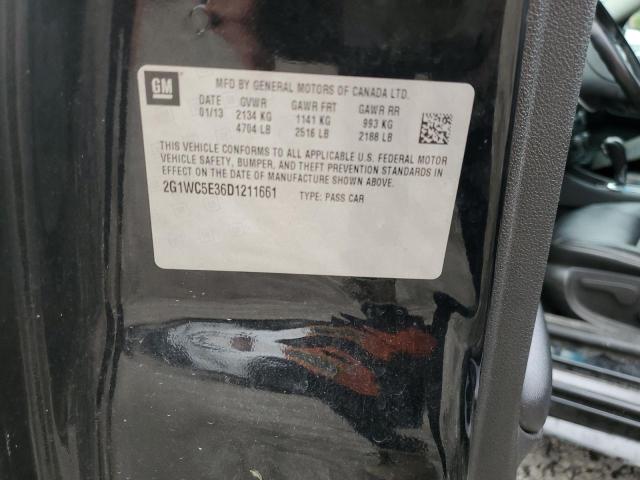 GM
MFD BY GENERAL MOTORS OF CANADA LTD.
DATE GVWR GAWR FRT GAWR RR
01/13 2134 KG 1141 KG 993 KG
4704 LB 2516 LB 2188 LB
THIS VEHICLE CONFORMS TO ALL APPLICABLE U.S. FEDERAL MOTOR
VEHICLE SAFETY, BUMPER, AND THEFT PREVENTION STANDARDS IN
EFFECT ON THE DATE OF MANUFACTURE SHOWN ABOVE.
2G1WC5E36D1211661 TYPE: PASS CAR